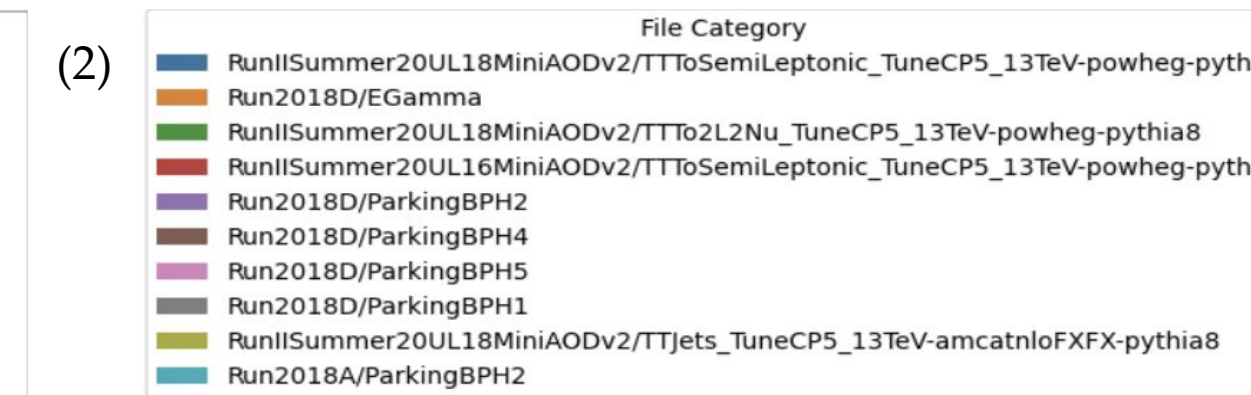 (2)
File Category
RunIISummer20UL18MiniAODv2/TTToSemiLeptonic_TuneCP5_13TeV-powheg-pyth
Run2018D/EGamma
RunIISummer20UL18MiniAODv2/TTTo2L2Nu_TuneCP5_13TeV-powheg-pythia8
RunIISummer20UL16MiniAODv2/TTToSemiLeptonic_TuneCP5_13TeV-powheg-pyth
Run2018D/ParkingBPH2
Run2018D/ParkingBPH4
Run2018D/ParkingBPH5
Run2018D/ParkingBPH1
RunIISummer20UL18MiniAODv2/TTJets_TuneCP5_13TeV-amcatnloFXFX-pythia8
Run2018A/ParkingBPH2